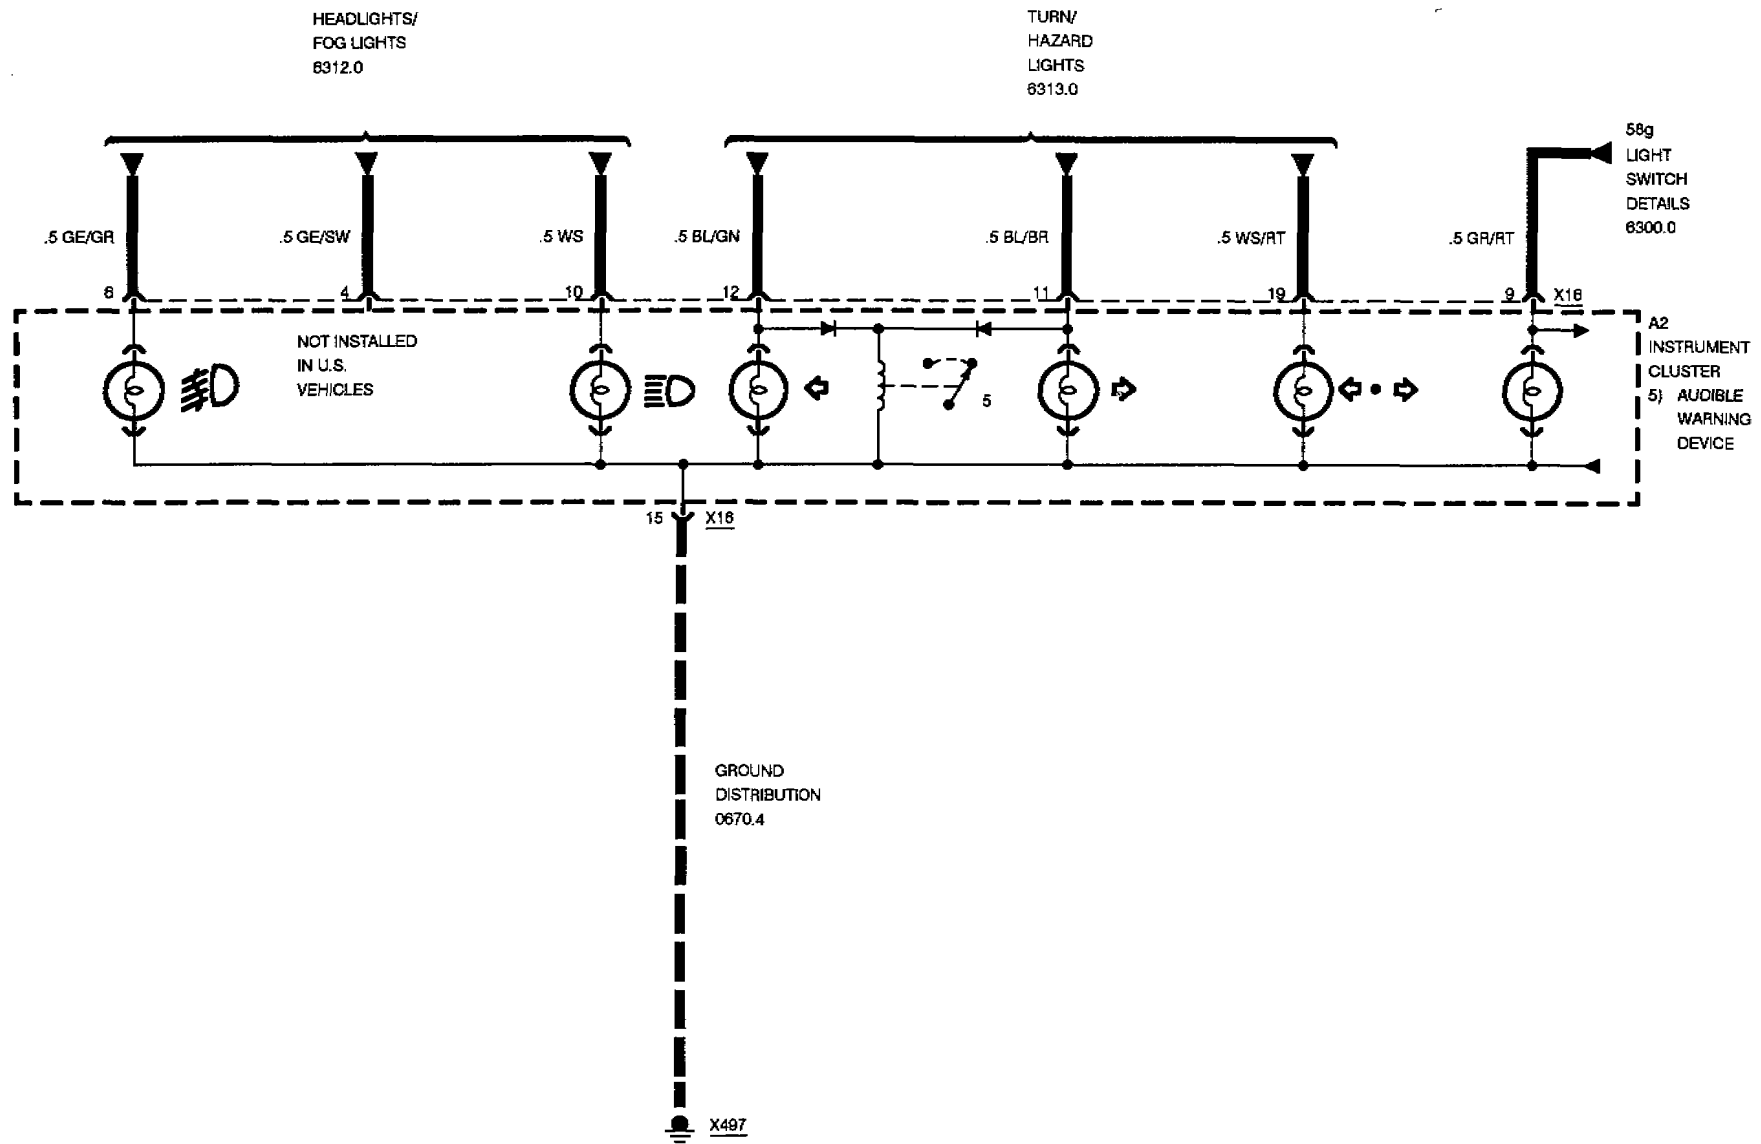 HEADLIGHTS/
FOG LIGHTS
6312.0
TURN/
HAZARD
LIGHTS
6313.0
58g
LIGHT
SWITCH
DETAILS
6300.0
.5 GE/GR
.5 GE/SW
.5 WS
.5 BL/GN
.5 BL/BR
.5 WS/RT
.5 GR/RT
6
4
10
12
11
19
9
X16
NOT INSTALLED
IN U.S.
VEHICLES
5
A2
INSTRUMENT
CLUSTER
5) AUDIBLE
WARNING
DEVICE
15
X16
GROUND
DISTRIBUTION
0670.4
X497